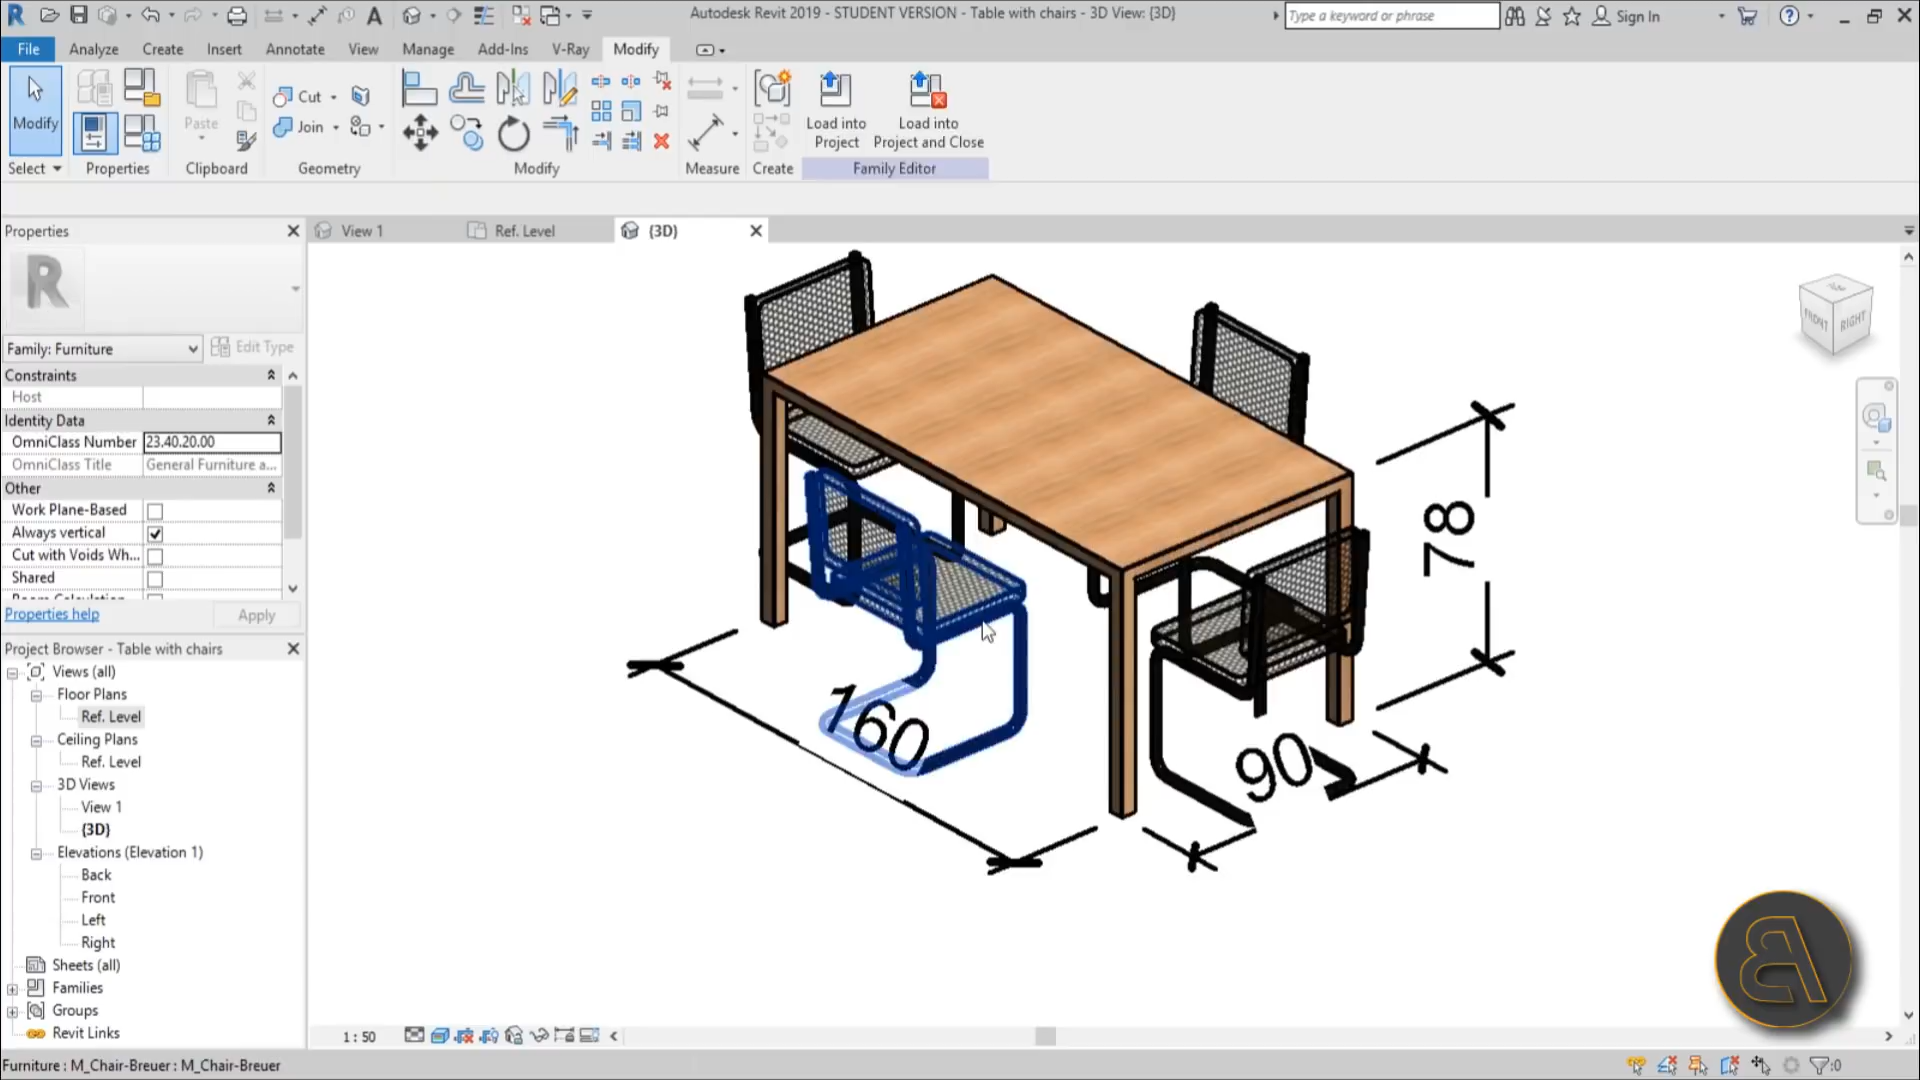 Autodesk Revit 2019 - STUDENT VERSION - Table with chairs - 3D View: {3D}
Type a keyword or phrase
Sign In
File Analyze Create Insert Annotate View Manage Add-Ins V-Ray Modify
Modify
Paste
Cut
Join
Load into Project
Load into Project and Close
Select Properties Clipboard Geometry Modify Measure Create Family Editor
Properties
View 1 Ref. Level {3D}
Family: Furniture
Edit Type
Constraints
Host
Identity Data
OmniClass Number 23.40.20.00
OmniClass Title General Furniture a...
Other
Work Plane-Based
Always vertical
Cut with Voids Wh...
Shared
Properties help Apply
Project Browser - Table with chairs
Views (all)
Floor Plans
Ref. Level
Ceiling Plans
Ref. Level
3D Views
View 1
{3D}
Elevations (Elevation 1)
Back
Front
Left
Right
Sheets (all)
Families
Groups
Revit Links
FRONT
RIGHT
78
160
90
1 : 50
Furniture : M_Chair-Breuer : M_Chair-Breuer
:0